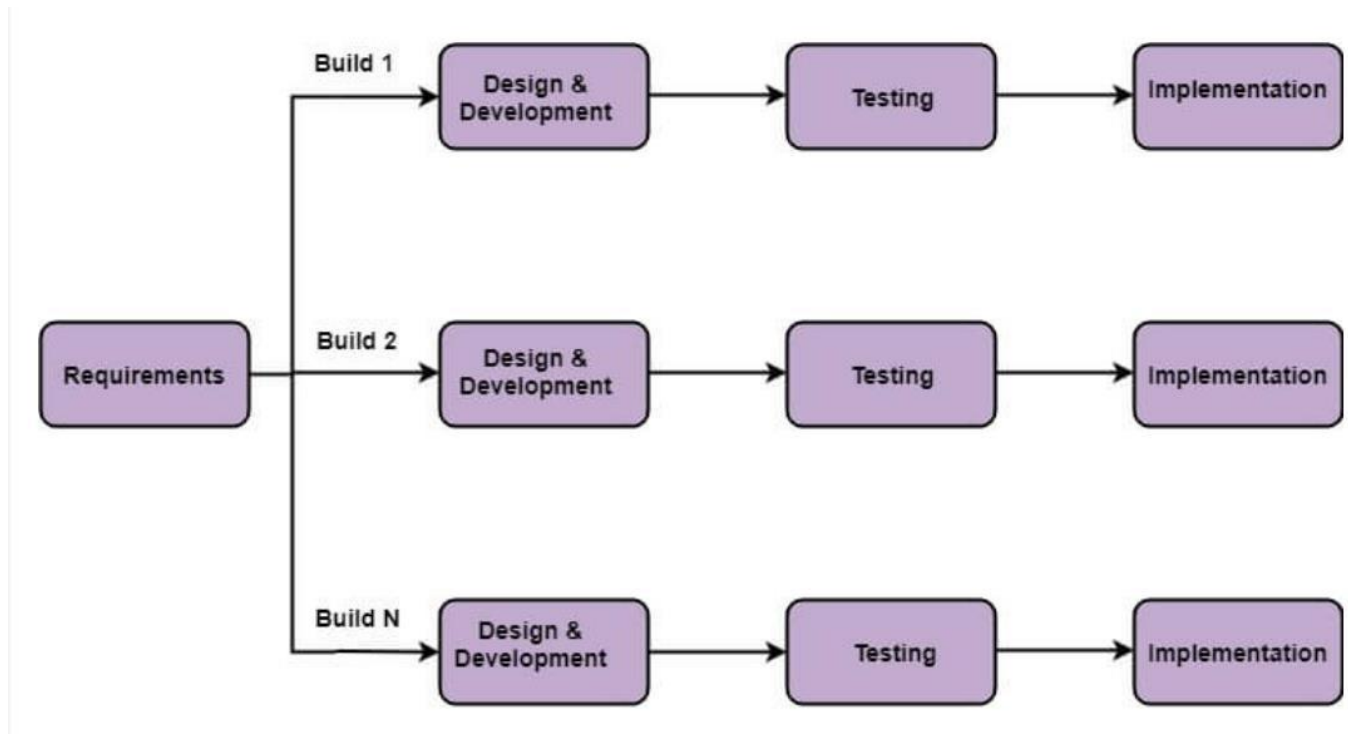 Build 1
Design &
Development
Testing
Implementation
Requirements
Build 2
Design &
Development
Testing
Implementation
Build N
Design &
Development
Testing
Implementation